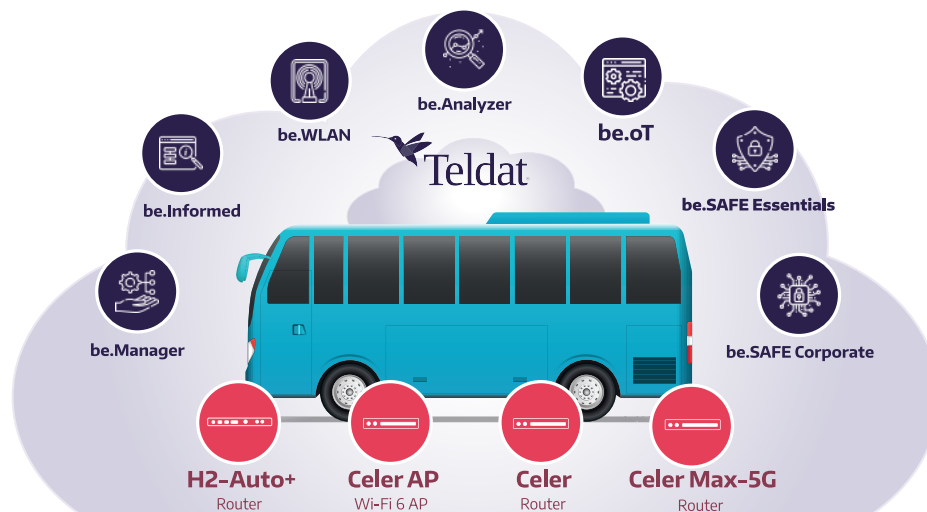 be.Analyzer
be.WLAN
be.oT
Teldat
be.Informed
be.SAFE Essentials
be.Manager
be.SAFE Corporate
H2-Auto+
Router
Celer AP
Wi-Fi 6 AP
Celer
Router
Celer Max-5G
Router